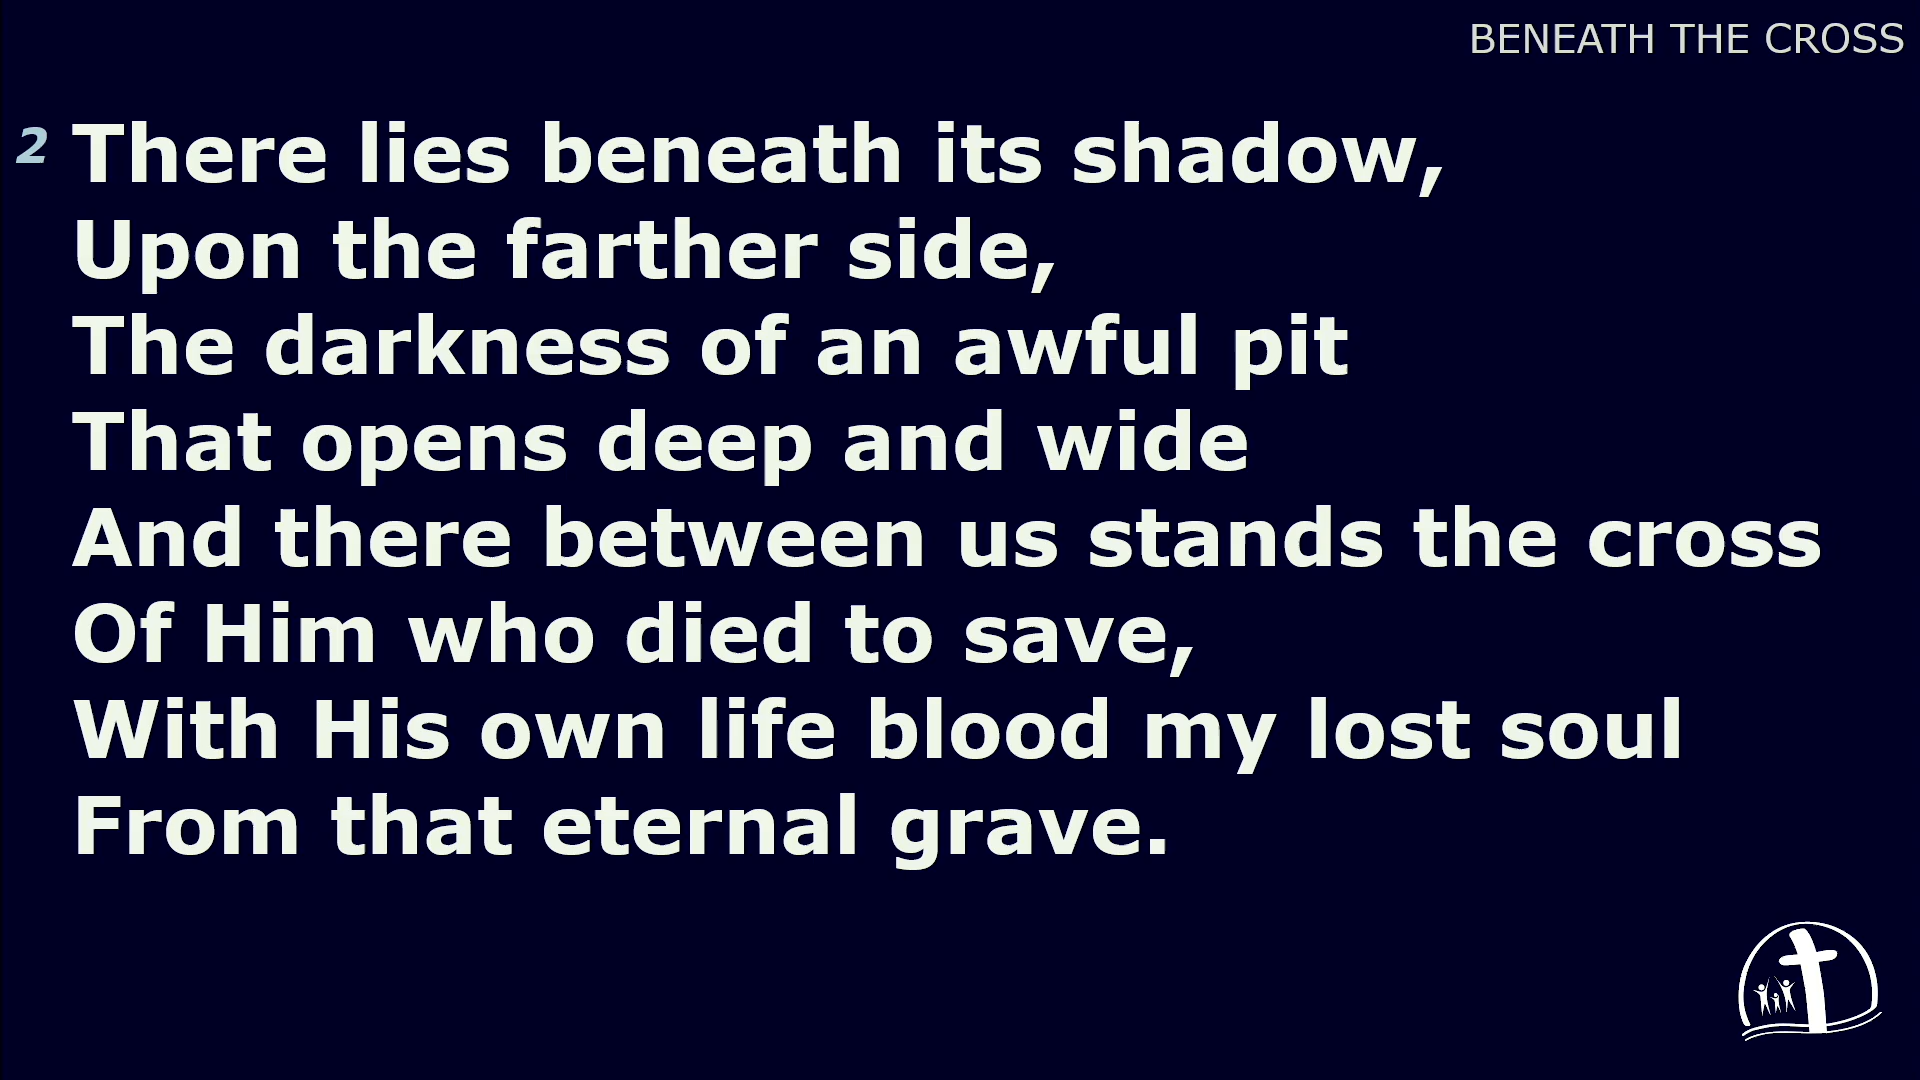 BENEATH THE CROSS
2 There lies beneath its shadow,
Upon the farther side,
The darkness of an awful pit
That opens deep and wide
And there between us stands the cross
Of Him who died to save,
With His own life blood my lost soul
From that eternal grave.